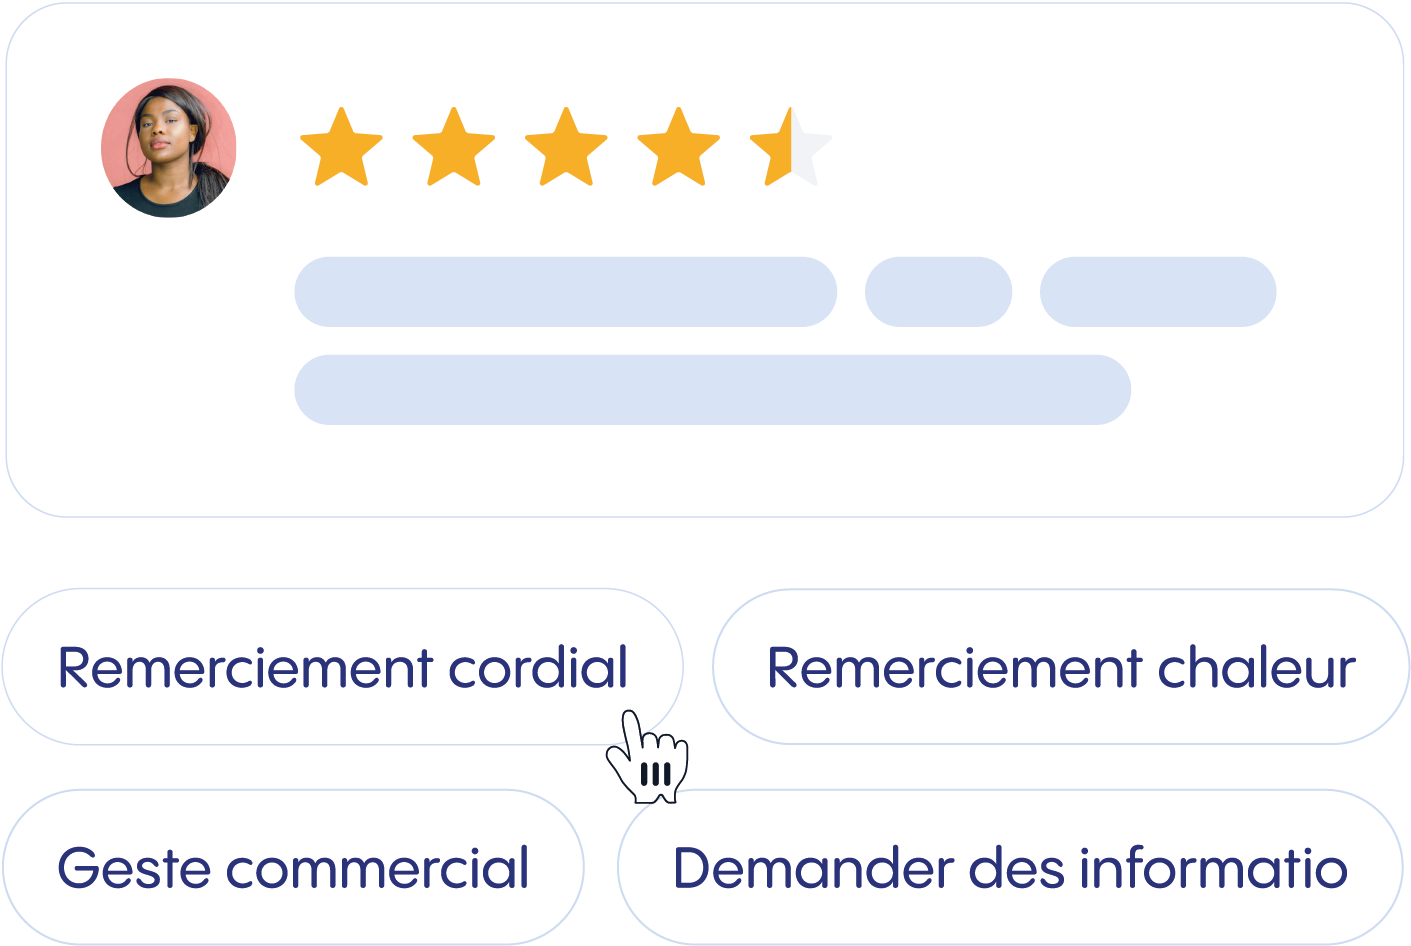 Remerciement cordial
Remerciement chaleur
Geste commercial
Demander des informatio